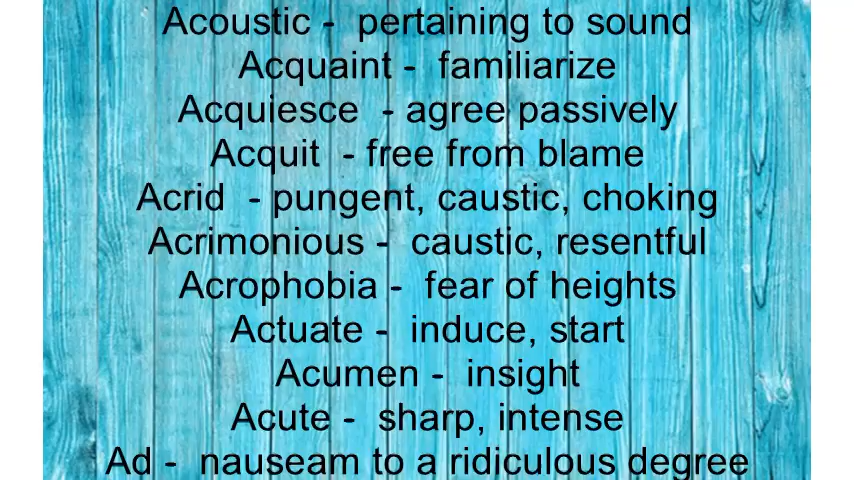 Acoustic - pertaining to sound
Acquaint - familiarize
Acquiesce - agree passively
Acquit - free from blame
Acrid - pungent, caustic, choking
Acrimonious - caustic, resentful
Acrophobia - fear of heights
Actuate - induce, start
Acumen - insight
Acute - sharp, intense
Ad - nauseam to a ridiculous degree